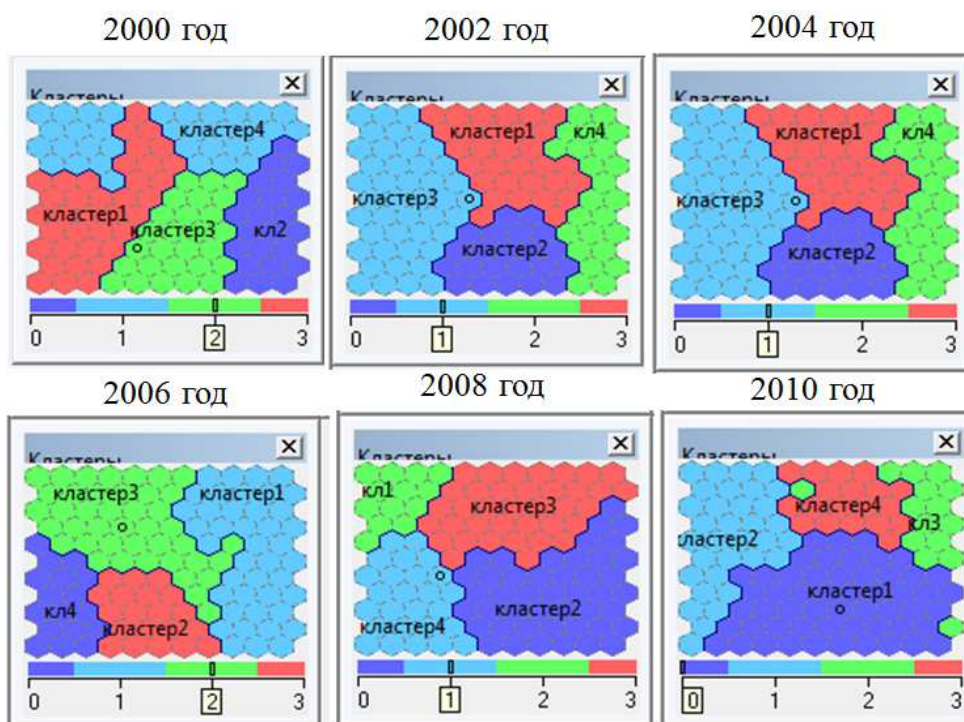 2000 год
2002 год
2004 год
Кластеры
кластер4
кластер1
кластер3
кл2
0 1 2 3
Кластеры
кластер1
кл4
кластер3
кластер2
0 1 2 3
Кластеры
кластер1
кл4
кластер3
кластер2
0 1 2 3
2006 год
2008 год
2010 год
Кластеры
кластер3
кластер1
кл4
кластер2
0 1 2 3
Кластеры
кл1
кластер3
кластер2
кластер4
0 1 2 3
Кластеры
кластер4
кл3
кластер2
кластер1
0 1 2 3